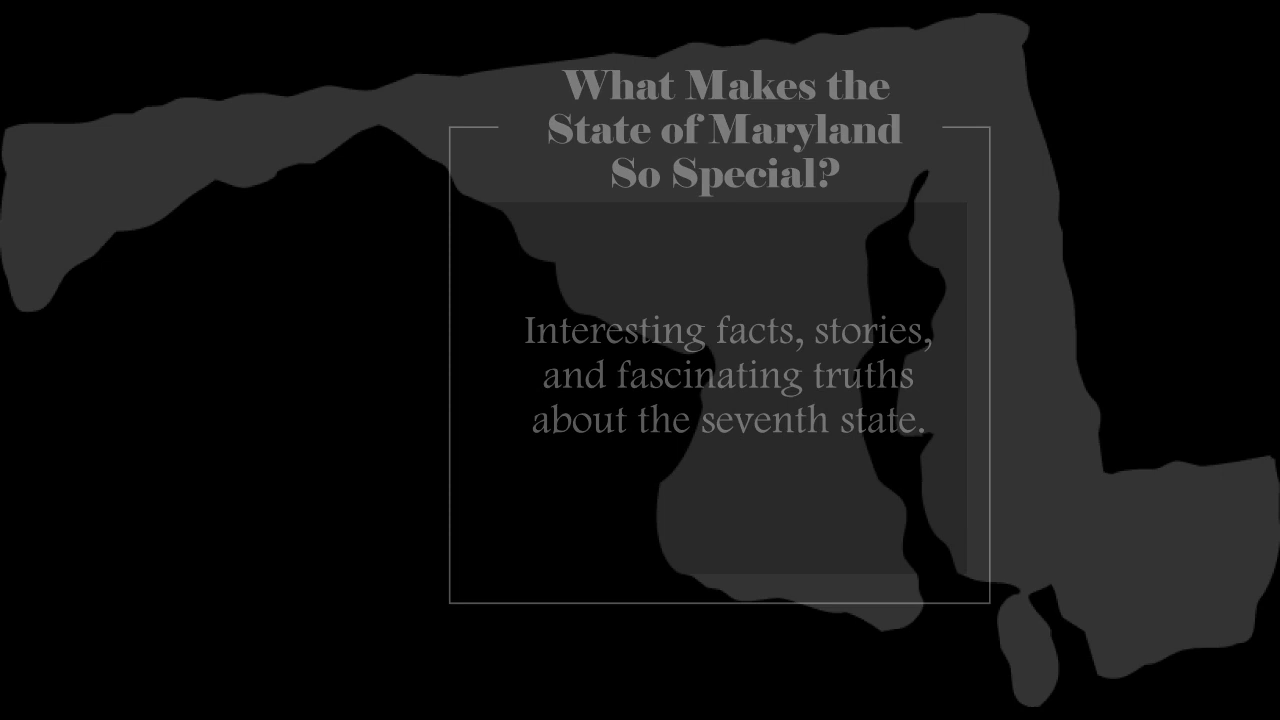 What Makes the
State of Maryland
So Special?
Interesting facts, stories,
and fascinating truths
about the seventh state.